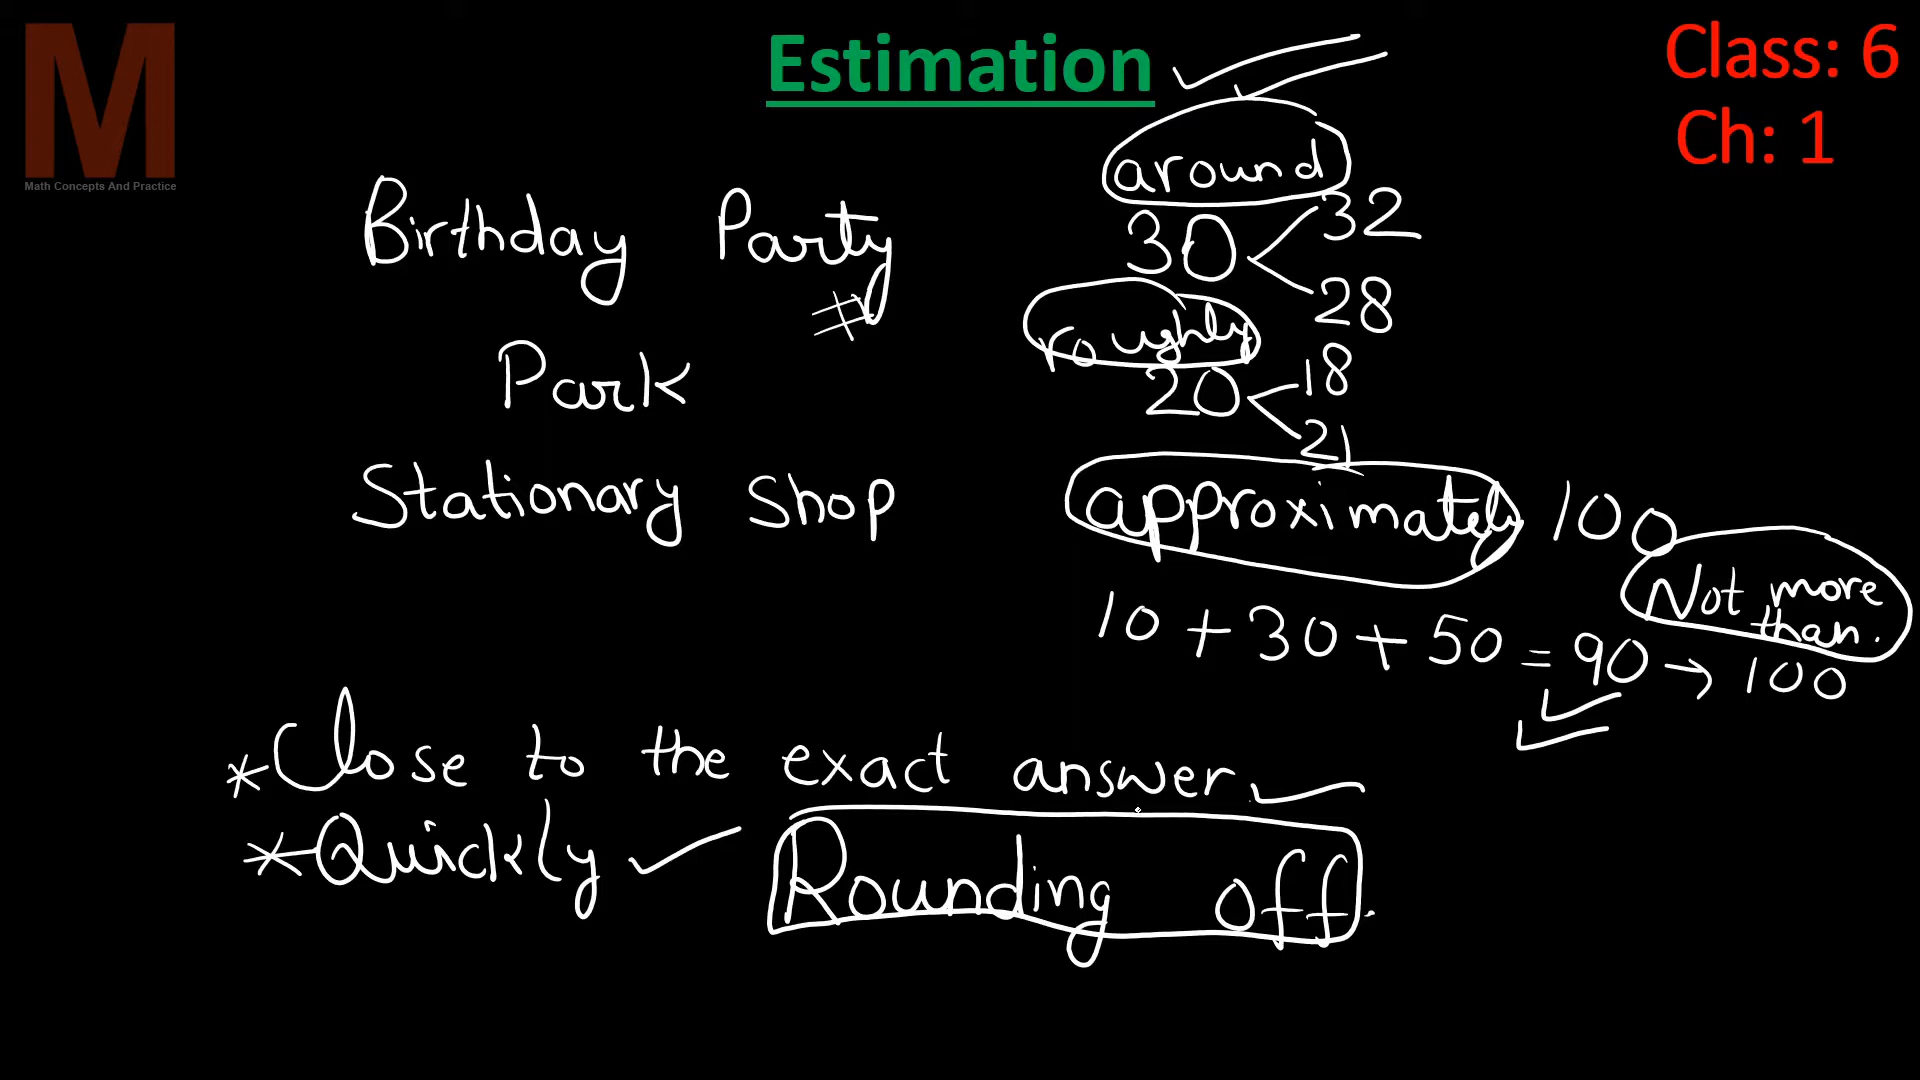 M
Math Concepts And Practice
Estimation
Class: 6
Ch: 1
around
Birthday Party
30
32
28
roughly
Park
20
18
21
Stationary Shop
approximately 100
Not more
than.
10 + 30 + 50 = 90 → 100
*Close to the exact answer
*Quickly
Rounding off.